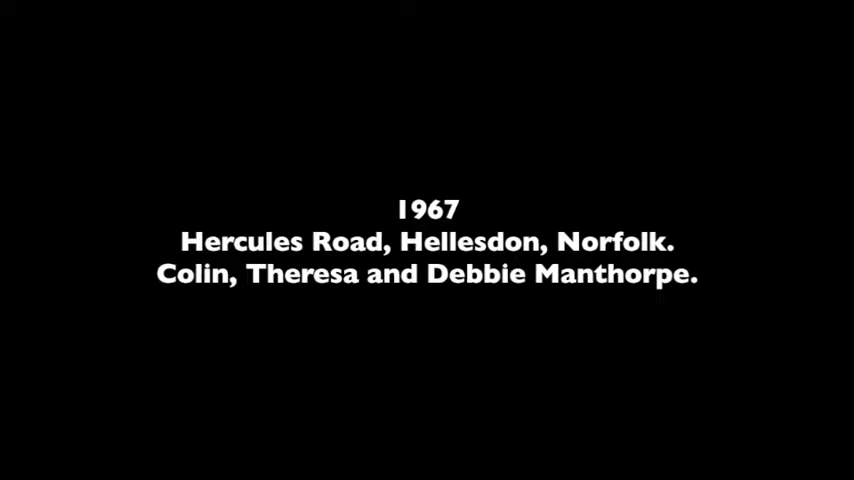 1967
Hercules Road, Hellesdon, Norfolk.
Colin, Theresa and Debbie Manthorpe.